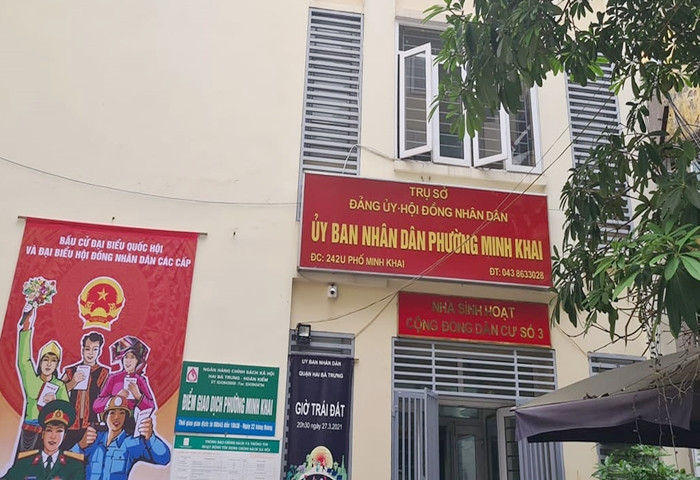 TRỤ SỞ
ĐẢNG ỦY-HỘI ĐỒNG NHÂN DÂN
ỦY BAN NHÂN DÂN PHƯỜNG MINH KHAI
ĐC: 242U PHỐ MINH KHAI
ĐT: 043 8633028
NHÀ SINH HOẠT
CỘNG ĐỒNG DÂN CƯ SỐ 3
BẦU CỬ ĐẠI BIỂU QUỐC HỘI
VÀ ĐẠI BIỂU HỘI ĐỒNG NHÂN DÂN CÁC CẤP
NGÂN HÀNG CHÍNH SÁCH XÃ HỘI
HAI BÀ TRƯNG - HOÀN KIẾM
ĐIỂM GIAO DỊCH PHƯỜNG MINH KHAI
ỦY BAN NHÂN DÂN
QUẬN HAI BÀ TRƯNG
GIỜ TRÁI ĐẤT
20h30 ngày 27.3.2021